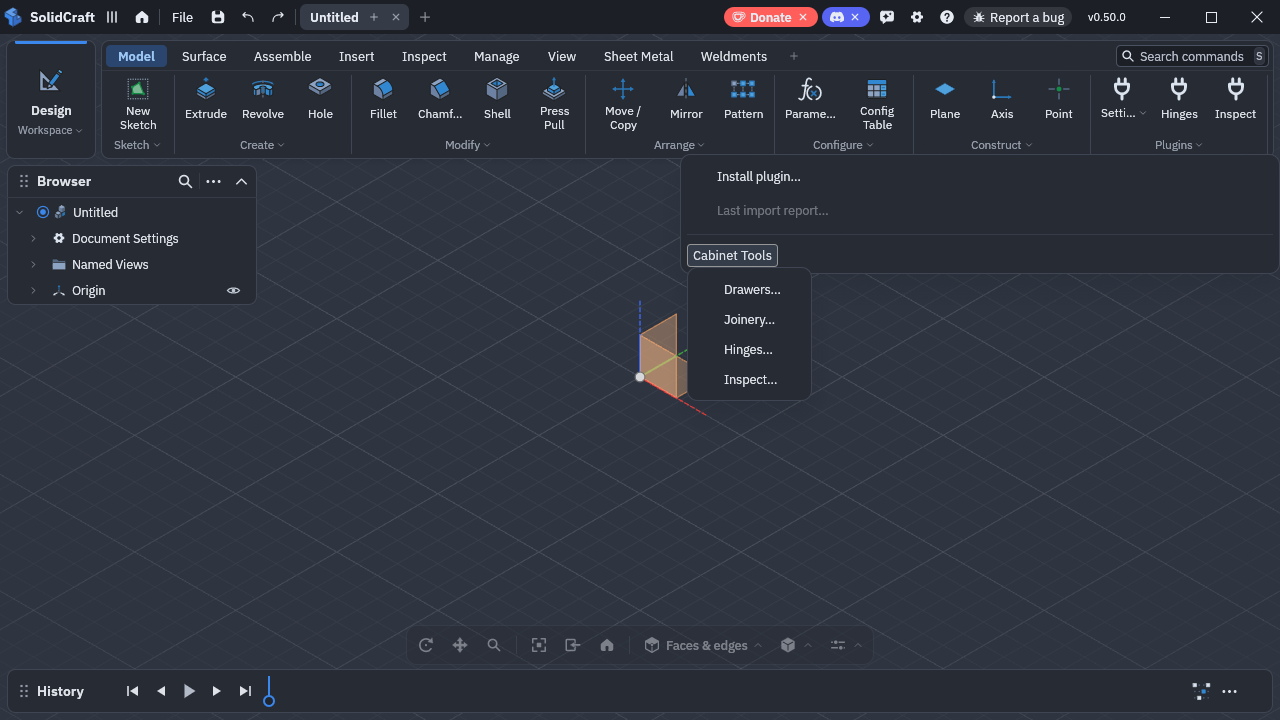 SolidCraft
File
Untitled
Donate
Report a bug
v0.50.0
Design
Workspace
Model
Surface
Assemble
Insert
Inspect
Manage
View
Sheet Metal
Weldments
Search commands
S
New Sketch
Extrude
Revolve
Hole
Fillet
Chamf...
Shell
Press Pull
Move / Copy
Mirror
Pattern
Parame...
Config Table
Plane
Axis
Point
Setti...
Hinges
Inspect
Sketch
Create
Modify
Arrange
Configure
Construct
Plugins
Browser
Untitled
Document Settings
Named Views
Origin
Install plugin...
Last import report...
Cabinet Tools
Drawers...
Joinery...
Hinges...
Inspect...
Faces & edges
History